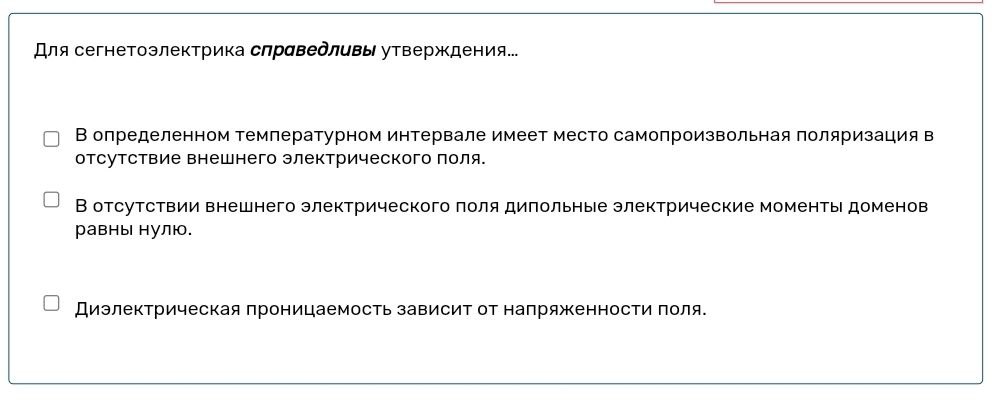 Для сегнетоэлектрика справедливы утверждения...
В определенном температурном интервале имеет место самопроизвольная поляризация в
отсутствие внешнего электрического поля.
В отсутствии внешнего электрического поля дипольные электрические моменты доменов
равны нулю.
Диэлектрическая проницаемость зависит от напряженности поля.